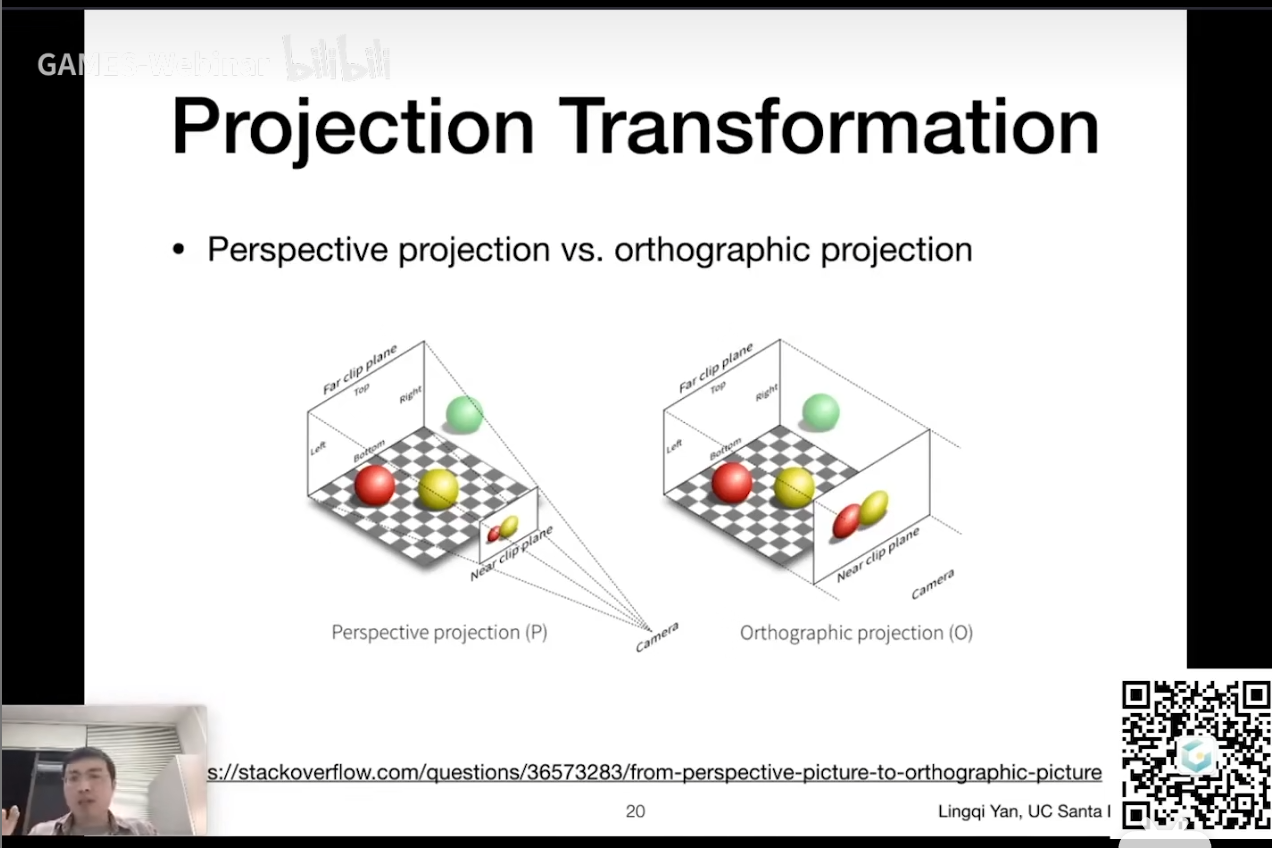 GAMES-Webinar bilibili
Projection Transformation
• Perspective projection vs. orthographic projection
Far clip plane
Top
Right
Left
Bottom
Near clip plane
Camera
Perspective projection (P)
Far clip plane
Top
Right
Left
Bottom
Near clip plane
Camera
Orthographic projection (O)
s://stackoverflow.com/questions/36573283/from-perspective-picture-to-orthographic-picture
20
Lingqi Yan, UC Santa